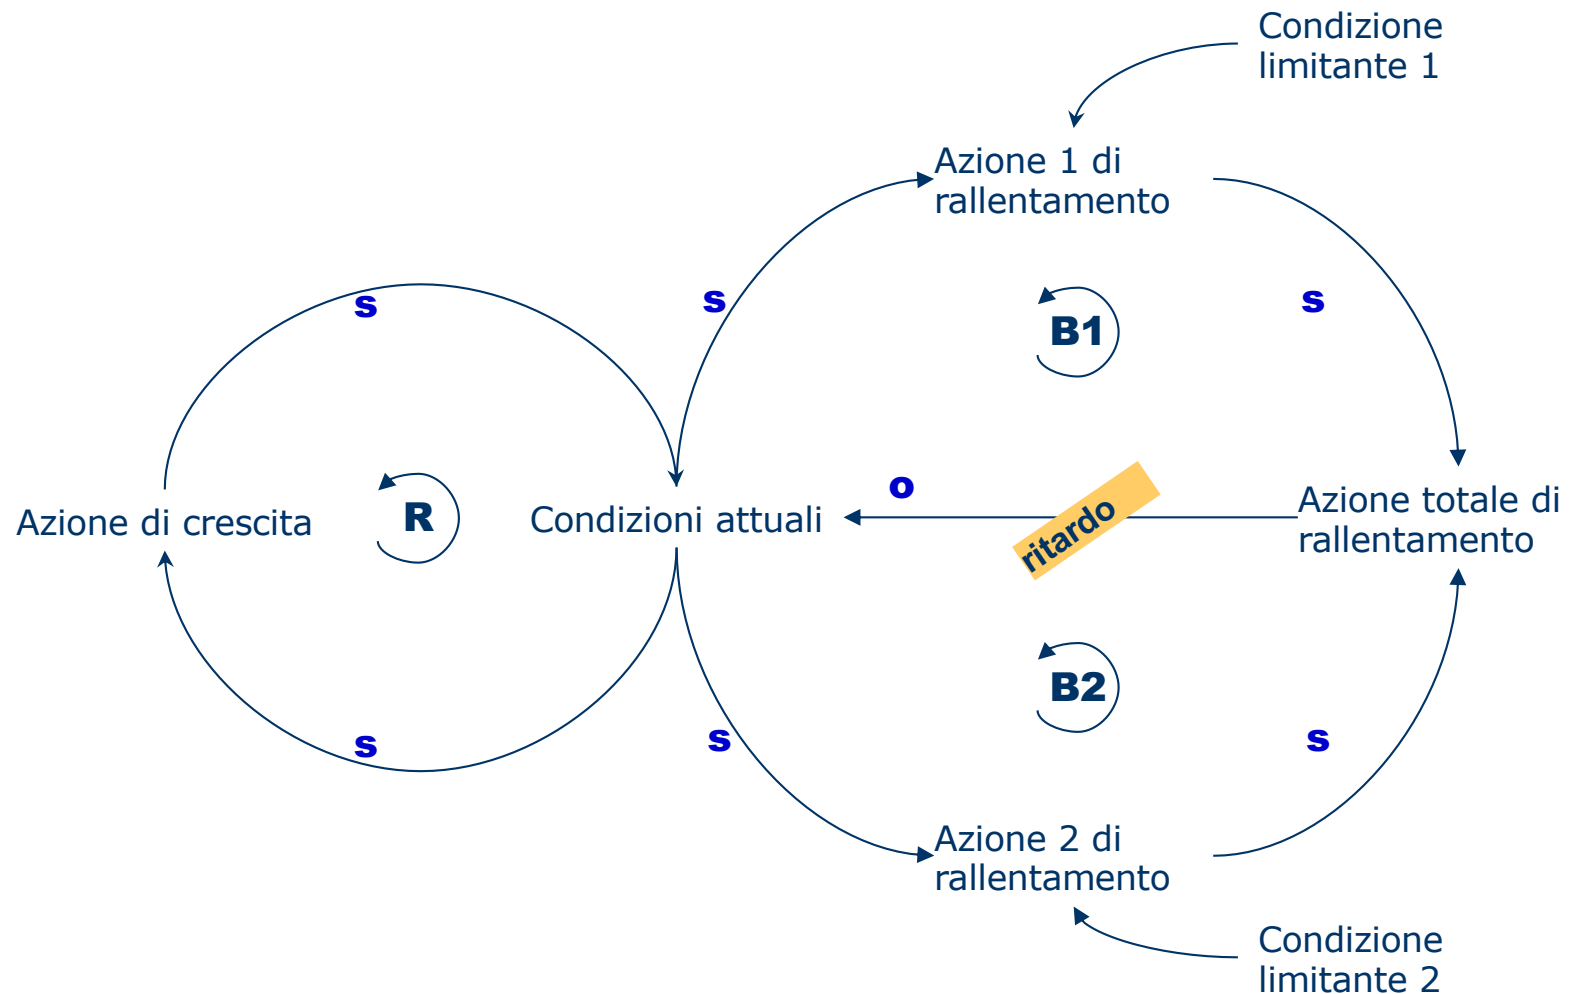 Condizione
limitante 1
Azione 1 di
rallentamento
s
s
s
B1
o
ritardo
Azione di crescita
R
Condizioni attuali
Azione totale di
rallentamento
B2
s
s
s
Azione 2 di
rallentamento
Condizione
limitante 2